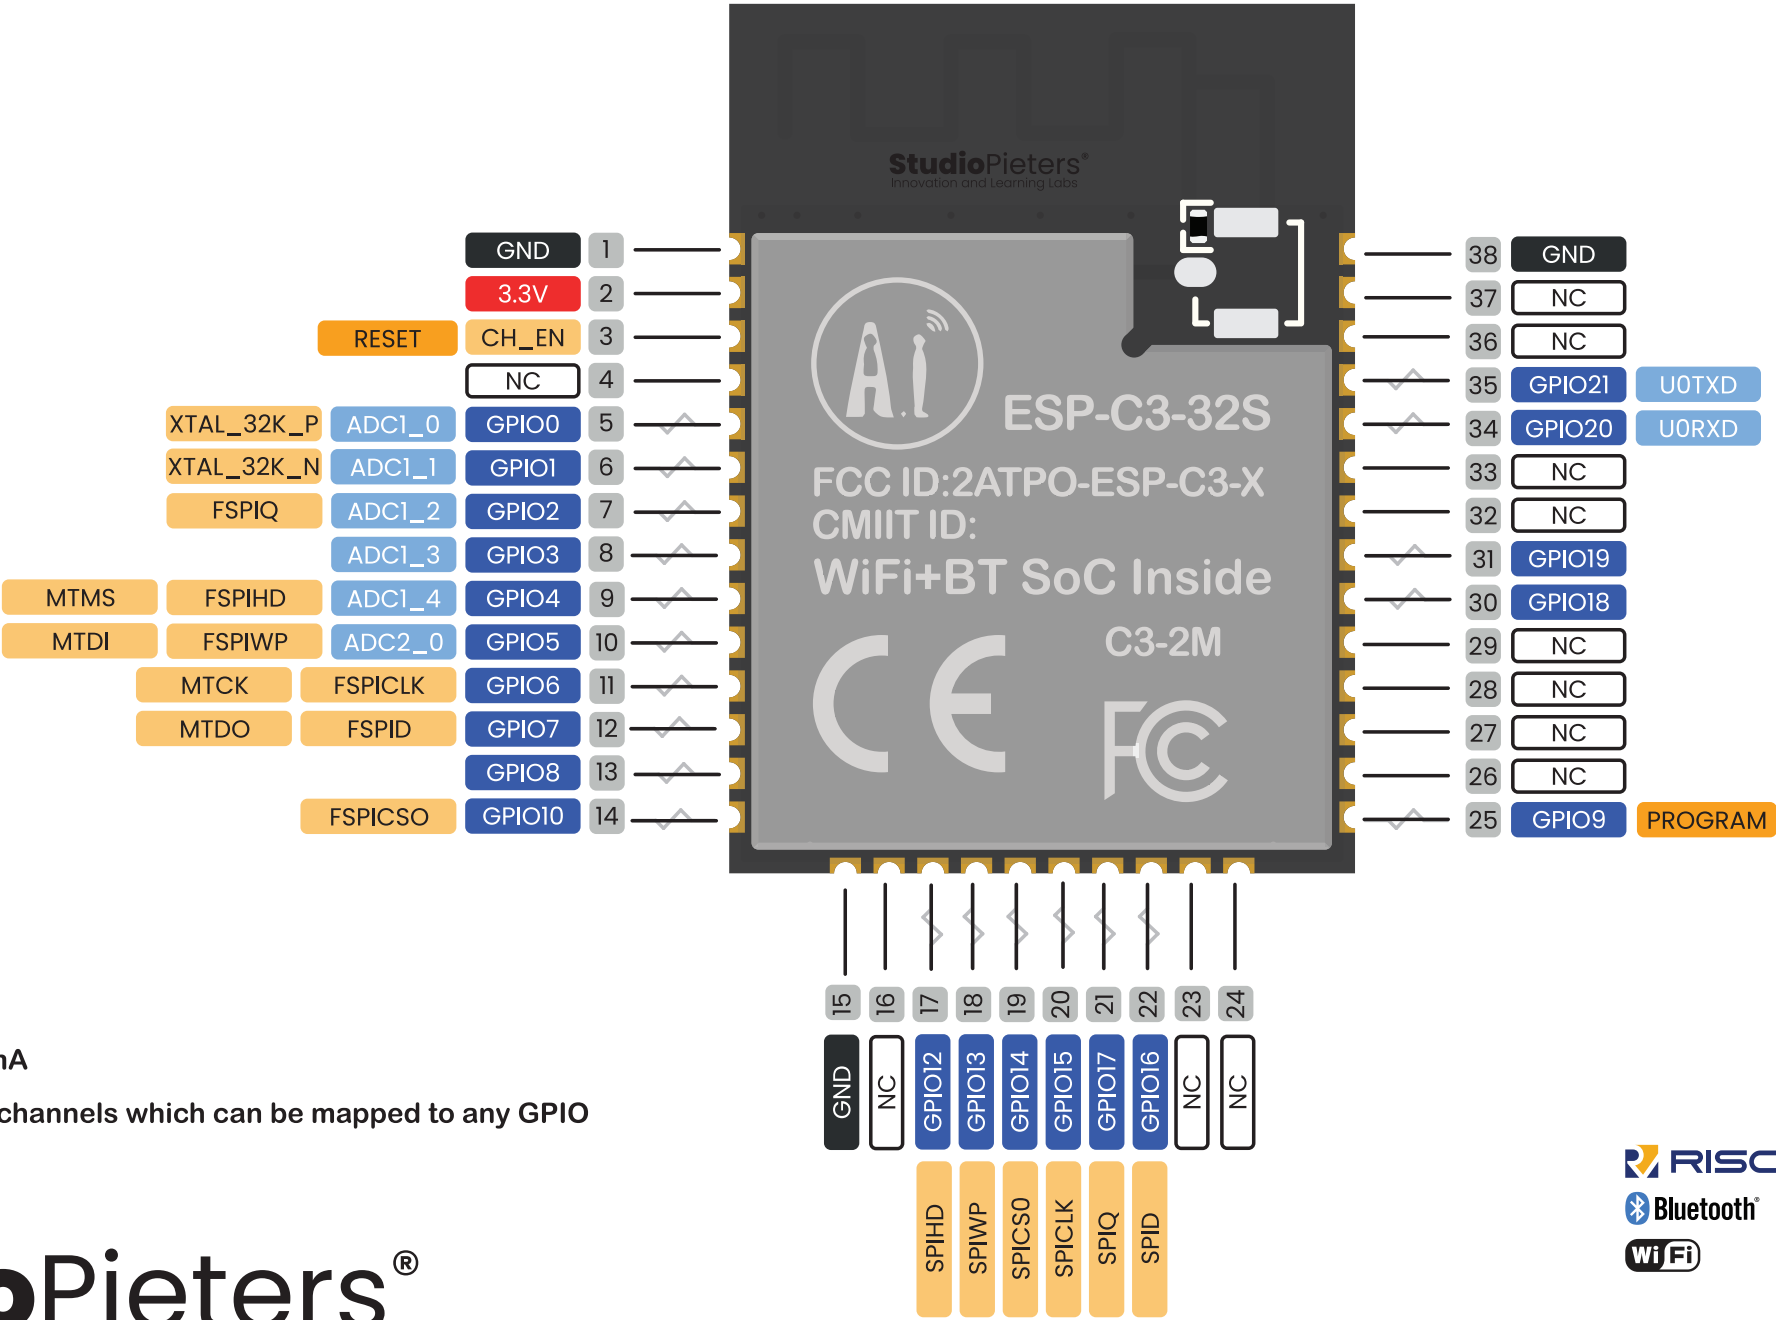 StudioPieters®
Innovation and Learning Labs
GND 1
3.3V 2
RESET CH_EN 3
NC 4
XTAL_32K_P ADC1_0 GPIO0 5
XTAL_32K_N ADC1_1 GPIO1 6
FSPIQ ADC1_2 GPIO2 7
ADC1_3 GPIO3 8
MTMS FSPIHD ADC1_4 GPIO4 9
MTDI FSPIWP ADC2_0 GPIO5 10
MTCK FSPICLK GPIO6 11
MTDO FSPID GPIO7 12
GPIO8 13
FSPICSO GPIO10 14
Ai
ESP-C3-32S
FCC ID:2ATPO-ESP-C3-X
CMIIT ID:
WiFi+BT SoC Inside
C3-2M
CE FC
38 GND
37 NC
36 NC
35 GPIO21 U0TXD
34 GPIO20 U0RXD
33 NC
32 NC
31 GPIO19
30 GPIO18
29 NC
28 NC
27 NC
26 NC
25 GPIO9 PROGRAM
15 GND
16 NC
17 GPIO12 SPIHD
18 GPIO13 SPIWP
19 GPIO14 SPICS0
20 GPIO15 SPICLK
21 GPIO17 SPIQ
22 GPIO16 SPID
23 NC
24 NC
channels which can be mapped to any GPIO
Pieters®
RISC
Bluetooth®
WiFi